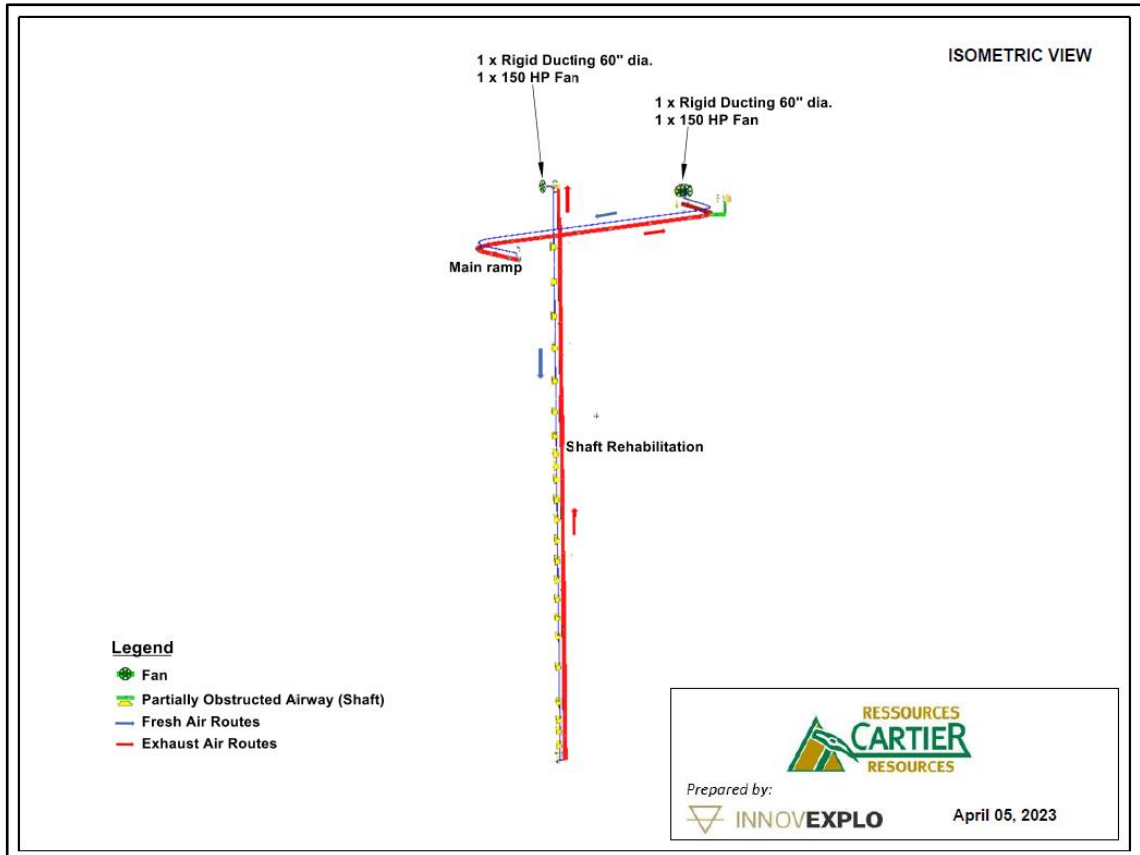 ISOMETRIC VIEW
1 x Rigid Ducting 60" dia.
1 x 150 HP Fan
1 x Rigid Ducting 60" dia.
1 x 150 HP Fan
Main ramp
Shaft Rehabilitation
Legend
Fan
Partially Obstructed Airway (Shaft)
Fresh Air Routes
Exhaust Air Routes
RESSOURCES
CARTIER
RESOURCES
Prepared by:
INNOVEXPLO
April 05, 2023